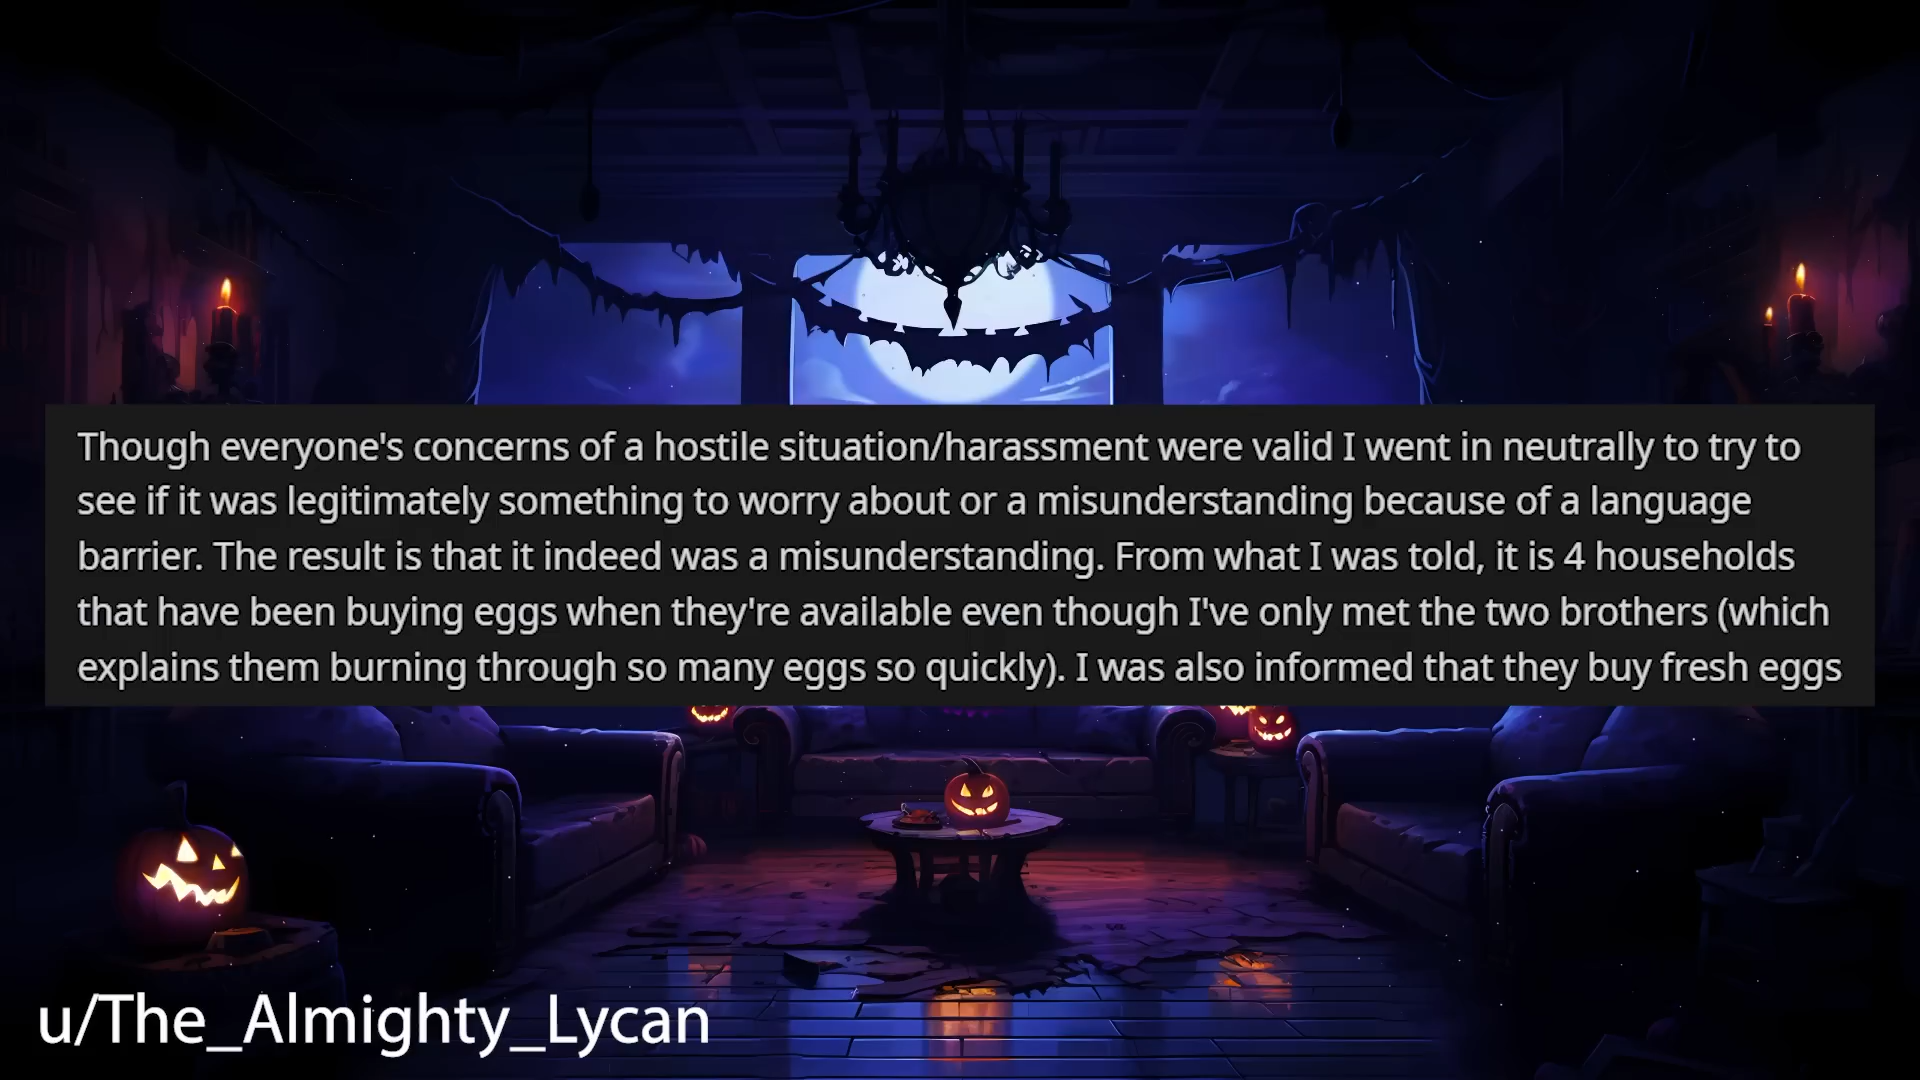 Though everyone's concerns of a hostile situation/harassment were valid I went in neutrally to try to
see if it was legitimately something to worry about or a misunderstanding because of a language
barrier. The result is that it indeed was a misunderstanding. From what I was told, it is 4 households
that have been buying eggs when they're available even though I've only met the two brothers (which
explains them burning through so many eggs so quickly). I was also informed that they buy fresh eggs
u/The_Almighty_Lycan